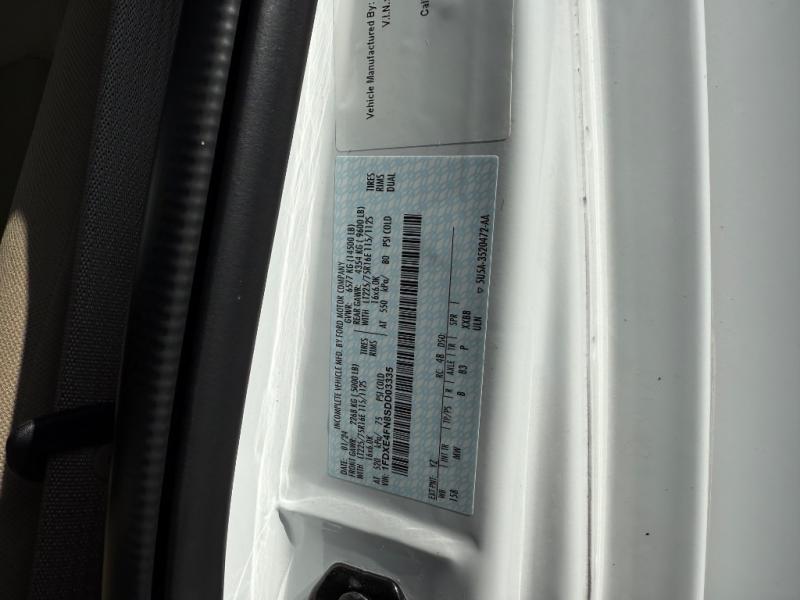 Vehicle Manufactured By:
V.I.N.:
INCOMPLETE VEHICLE MFD. BY FORD MOTOR COMPANY
DATE: 01/24 GVWR: 6577 KG (14500 LB)
FRONT GAWR: 2268 KG (5000 LB) REAR GAWR: 4354 KG (9600 LB)
WITH LT225/75R16E 115/112S TIRES WITH LT225/75R16E 115/112S TIRES
16x6.0K RIMS 16x6.0K RIMS
AT 520 kPa/ 75 PSI COLD AT 550 kPa/ 80 PSI COLD DUAL
VIN: 1FDXE4FN8SDD03335
EXT PNT: YZ RC: 48 DSO:
WB INT TR TP/PS R AXLE TR SPR
158 MW B B3 P XXBB
ULN
5U5A-3520472-AA